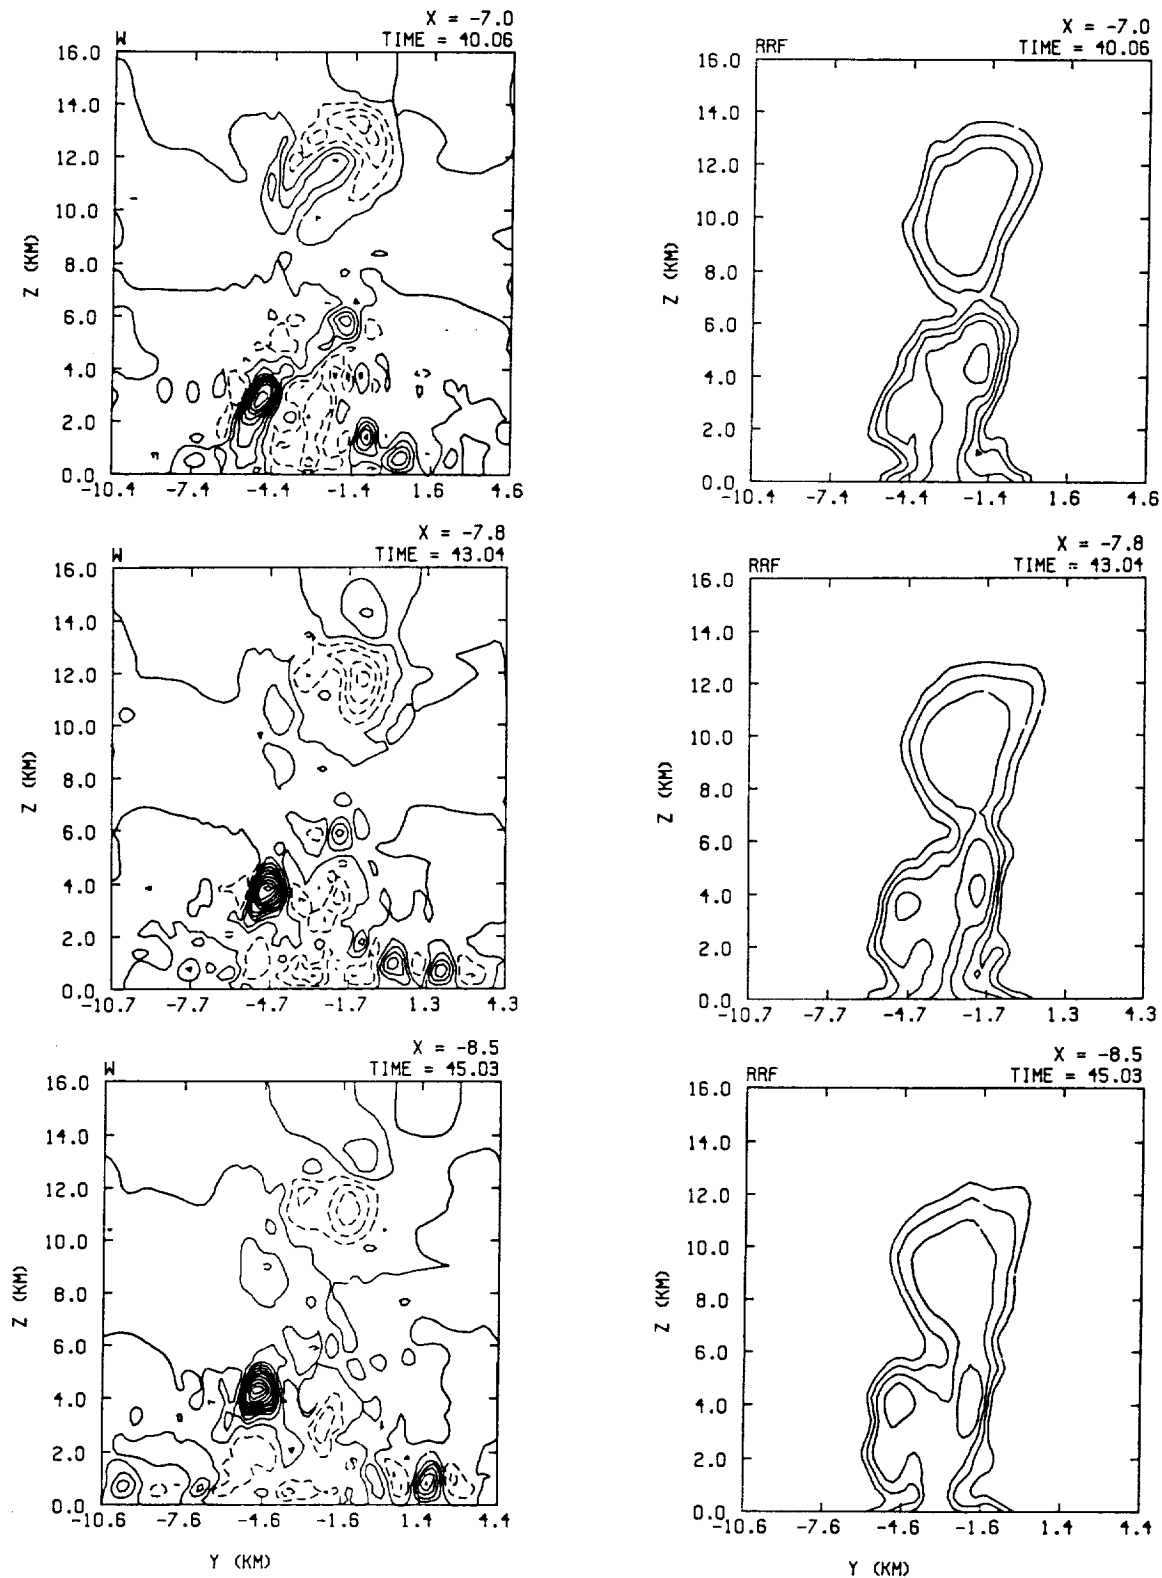 X = -7.0
W TIME = 40.06
16.0
14.0
12.0
10.0
8.0
6.0
4.0
2.0
0.0
Z (KM)
-10.4 -7.4 -4.4 -1.4 1.6 4.6
X = -7.0
RRF TIME = 40.06
16.0
14.0
12.0
10.0
8.0
6.0
4.0
2.0
0.0
Z (KM)
-10.4 -7.4 -4.4 -1.4 1.6 4.6
X = -7.8
W TIME = 43.04
16.0
14.0
12.0
10.0
8.0
6.0
4.0
2.0
0.0
Z (KM)
-10.7 -7.7 -4.7 -1.7 1.3 4.3
X = -7.8
RRF TIME = 43.04
16.0
14.0
12.0
10.0
8.0
6.0
4.0
2.0
0.0
Z (KM)
-10.7 -7.7 -4.7 -1.7 1.3 4.3
X = -8.5
W TIME = 45.03
16.0
14.0
12.0
10.0
8.0
6.0
4.0
2.0
0.0
Z (KM)
-10.6 -7.6 -4.6 -1.6 1.4 4.4
Y (KM)
X = -8.5
RRF TIME = 45.03
16.0
14.0
12.0
10.0
8.0
6.0
4.0
2.0
0.0
Z (KM)
-10.6 -7.6 -4.6 -1.6 1.4 4.4
Y (KM)